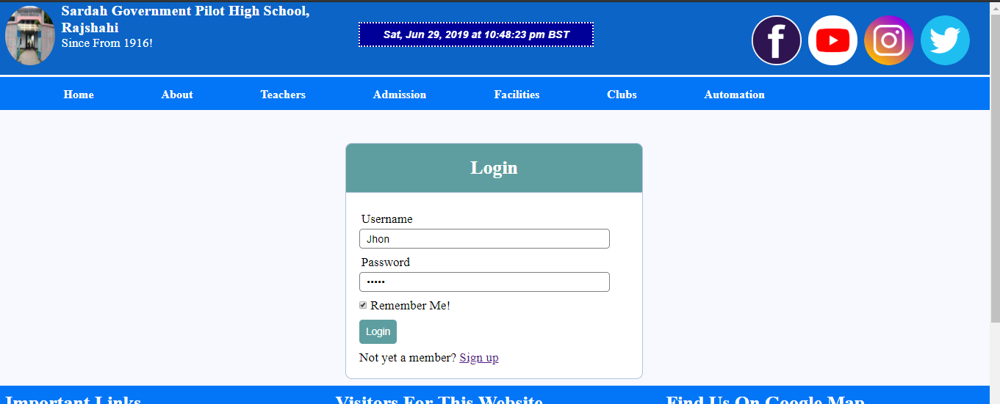 Sardah Government Pilot High School,
Rajshahi
Since From 1916!
Sat, Jun 29, 2019 at 10:48:23 pm BST
Home About Teachers Admission Facilities Clubs Automation
Login
Username
Jhon
Password
•••••
Remember Me!
Login
Not yet a member? Sign up
Important Links Visitors For This Website Find Us On Google Map